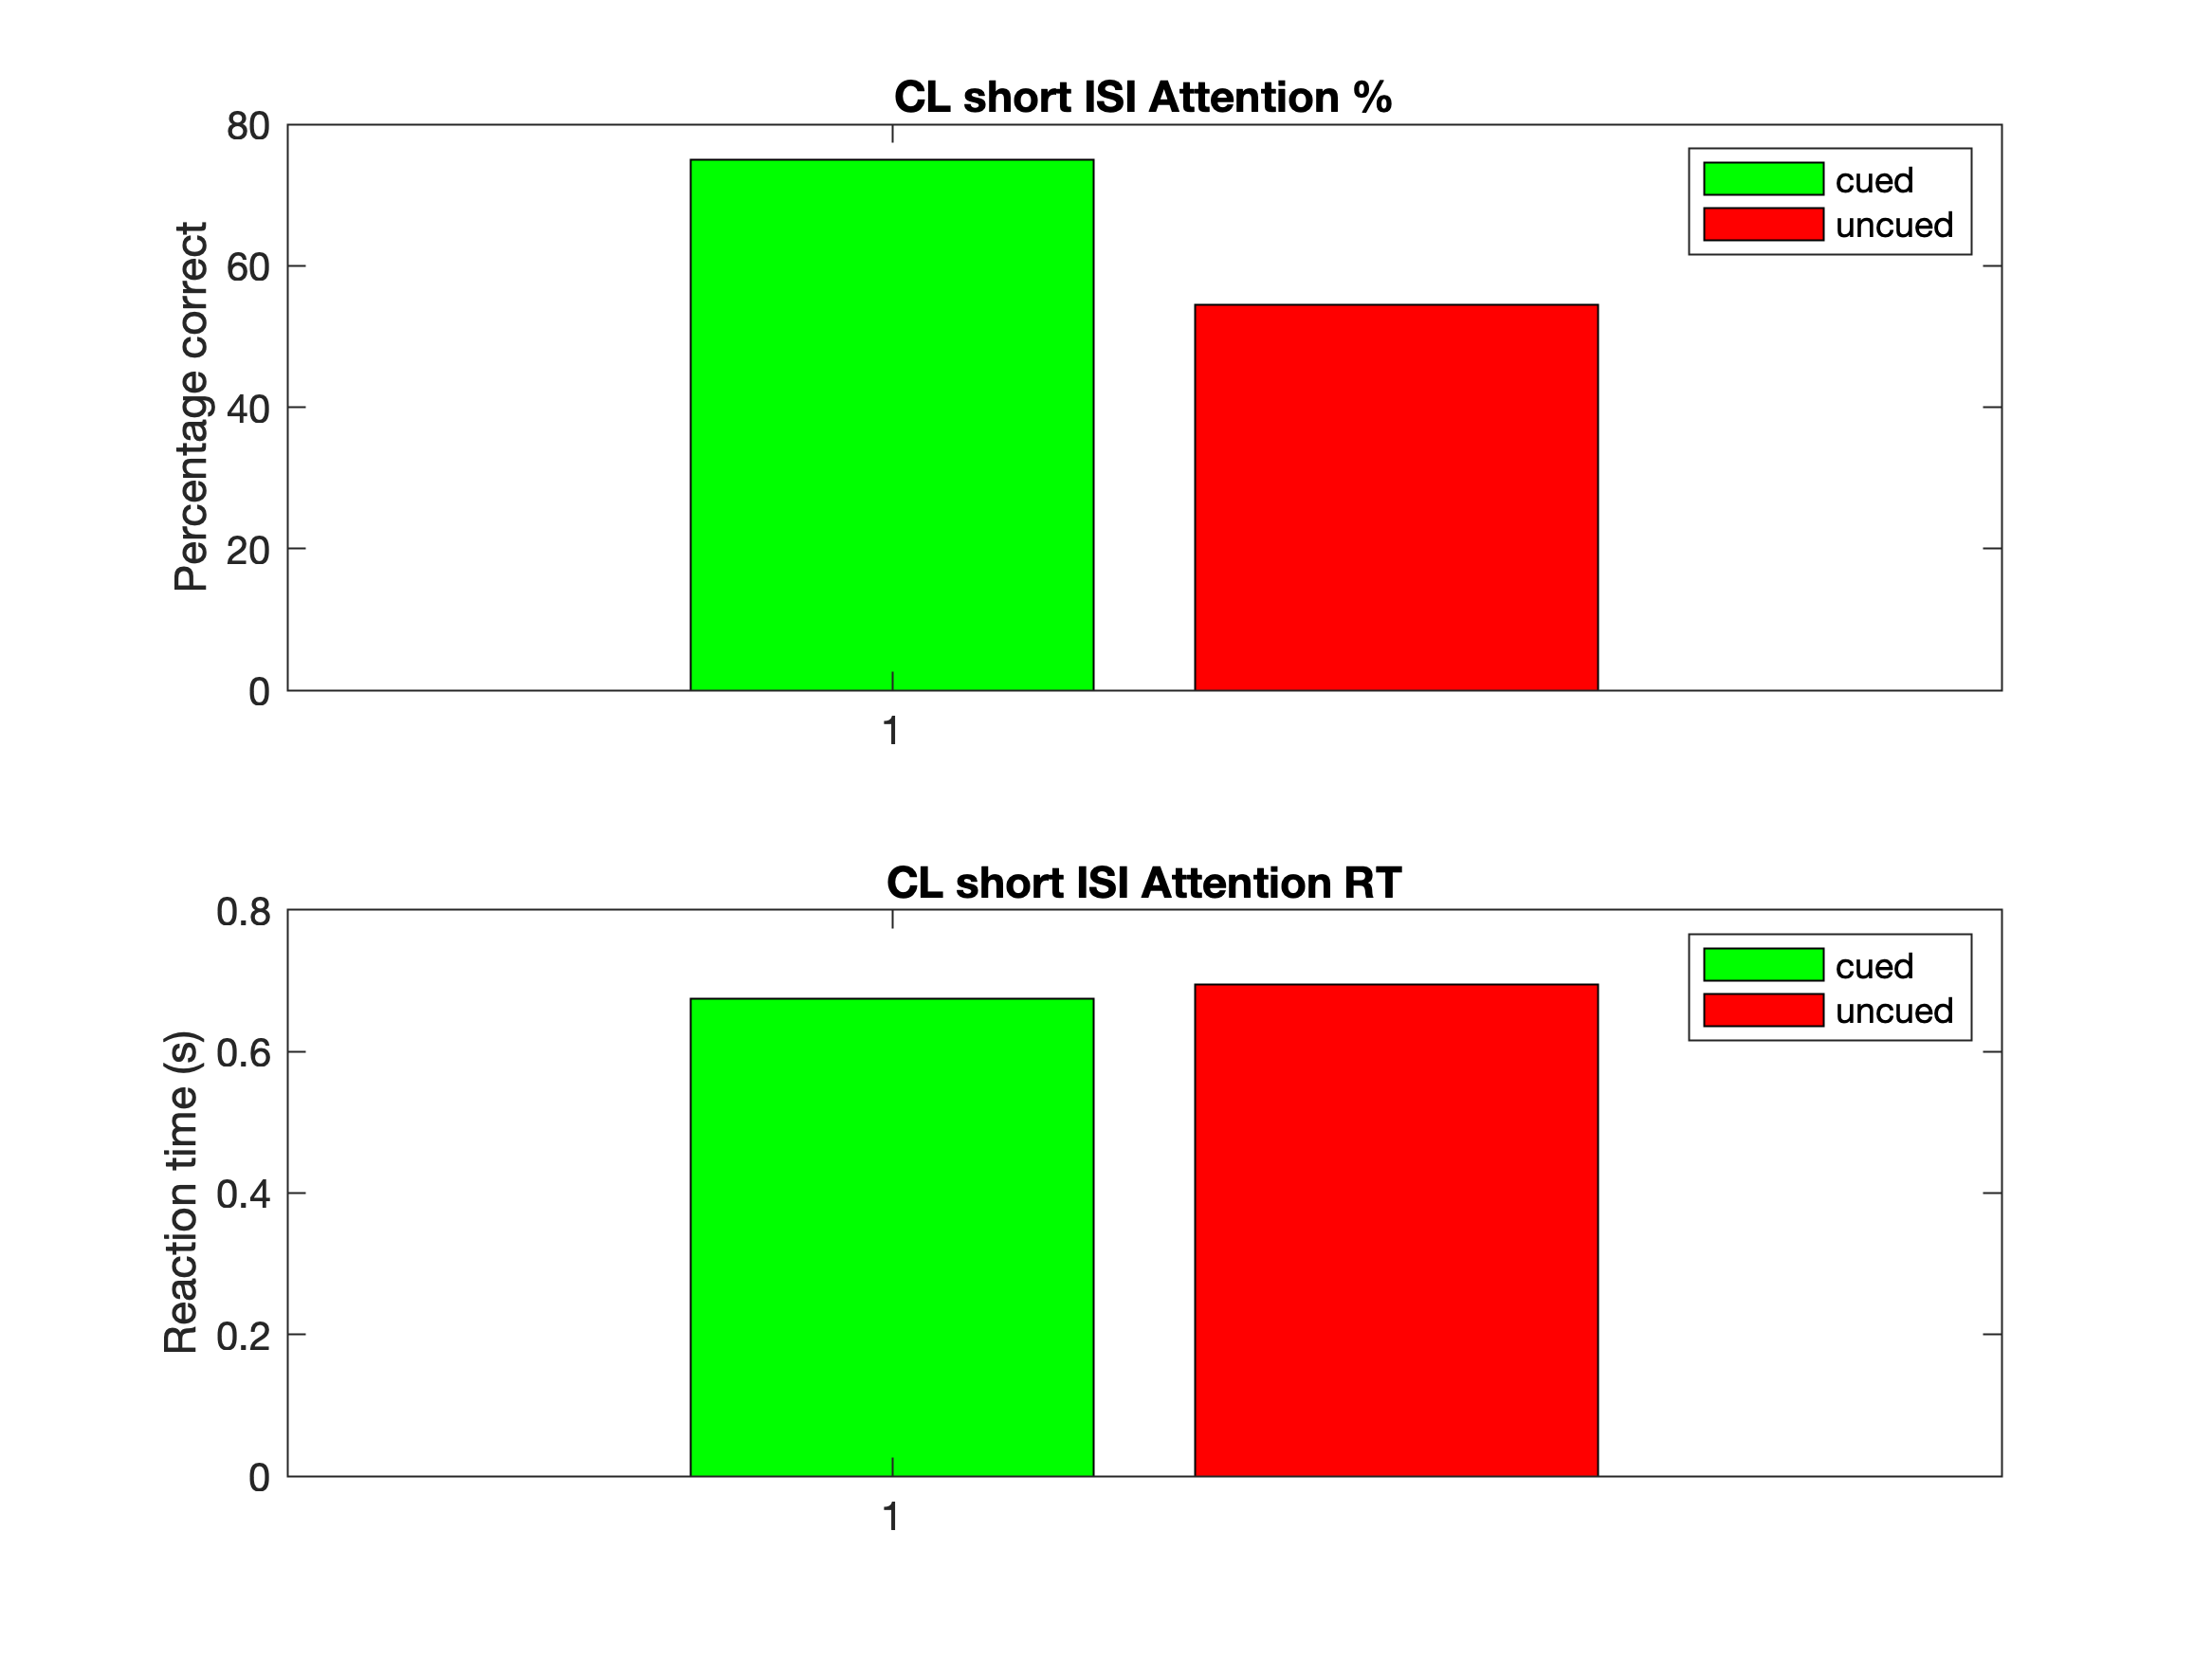 CL short ISI Attention %
80
60
40
20
0
Percentage correct
cued
uncued
1
CL short ISI Attention RT
0.8
0.6
0.4
0.2
0
Reaction time (s)
cued
uncued
1